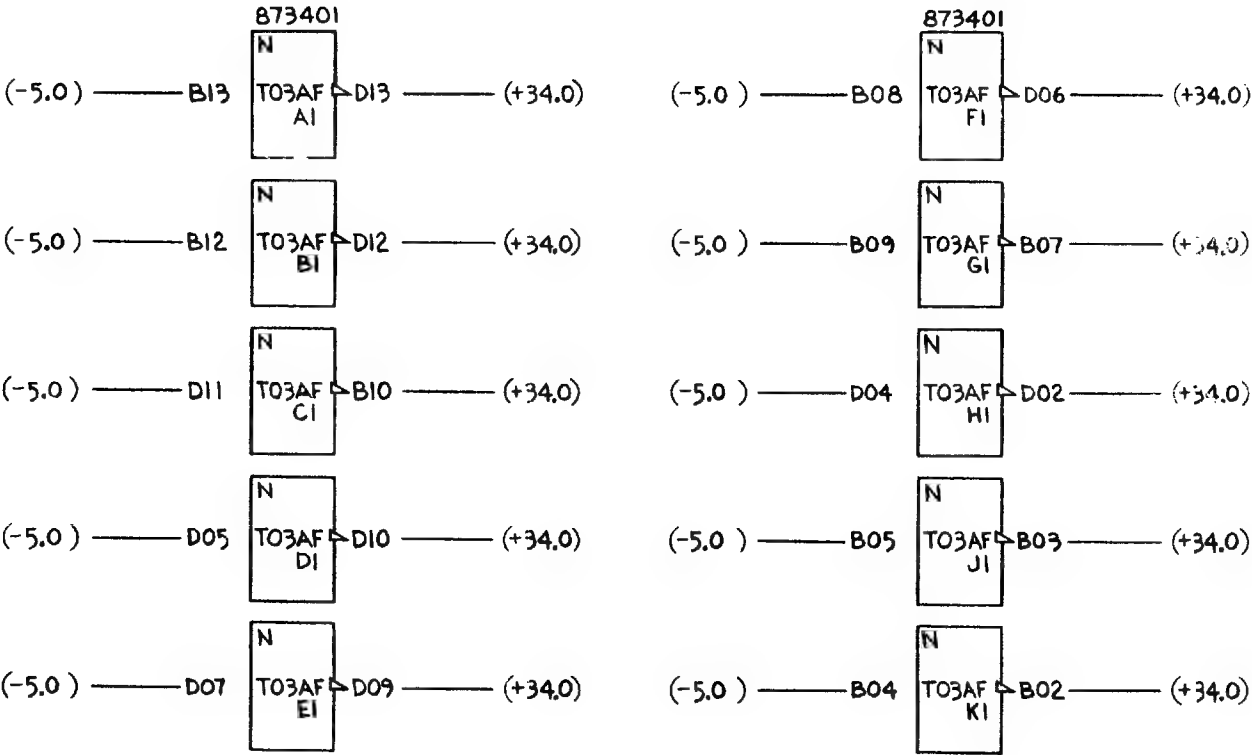 873401
N
(-5.0) B13 T03AF D13 (+34.0)
A1
N
(-5.0) B12 T03AF D12 (+34.0)
B1
N
(-5.0) D11 T03AF B10 (+34.0)
C1
N
(-5.0) D05 T03AF D10 (+34.0)
D1
N
(-5.0) D07 T03AF D09 (+34.0)
E1
873401
N
(-5.0) B08 T03AF D06 (+34.0)
F1
N
(-5.0) B09 T03AF B07 (+34.0)
G1
N
(-5.0) D04 T03AF D02 (+34.0)
H1
N
(-5.0) B05 T03AF B03 (+34.0)
J1
N
(-5.0) B04 T03AF B02 (+34.0)
K1